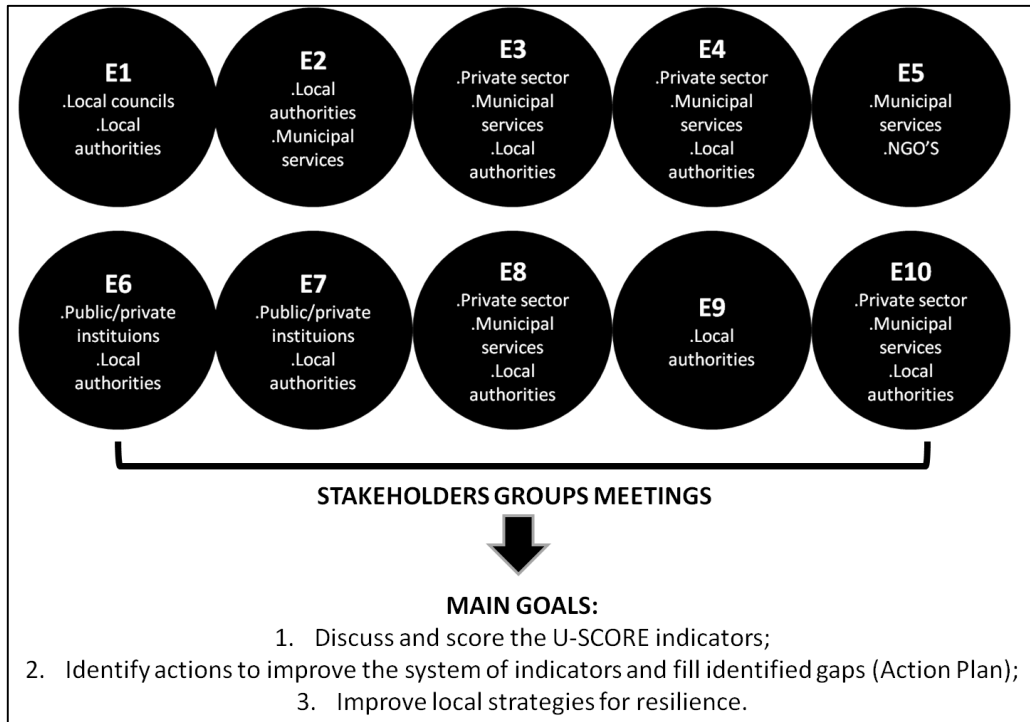 E1
.Local councils
.Local
authorities
E2
.Local
authorities
.Municipal
services
E3
.Private sector
.Municipal
services
.Local
authorities
E4
.Private sector
.Municipal
services
.Local
authorities
E5
.Municipal
services
.NGO'S
E6
.Public/private
instituions
.Local
authorities
E7
.Public/private
instituions
.Local
authorities
E8
.Private sector
.Municipal
services
.Local
authorities
E9
.Local
authorities
E10
.Private sector
.Municipal
services
.Local
authorities
STAKEHOLDERS GROUPS MEETINGS
MAIN GOALS:
1. Discuss and score the U-SCORE indicators;
2. Identify actions to improve the system of indicators and fill identified gaps (Action Plan);
3. Improve local strategies for resilience.